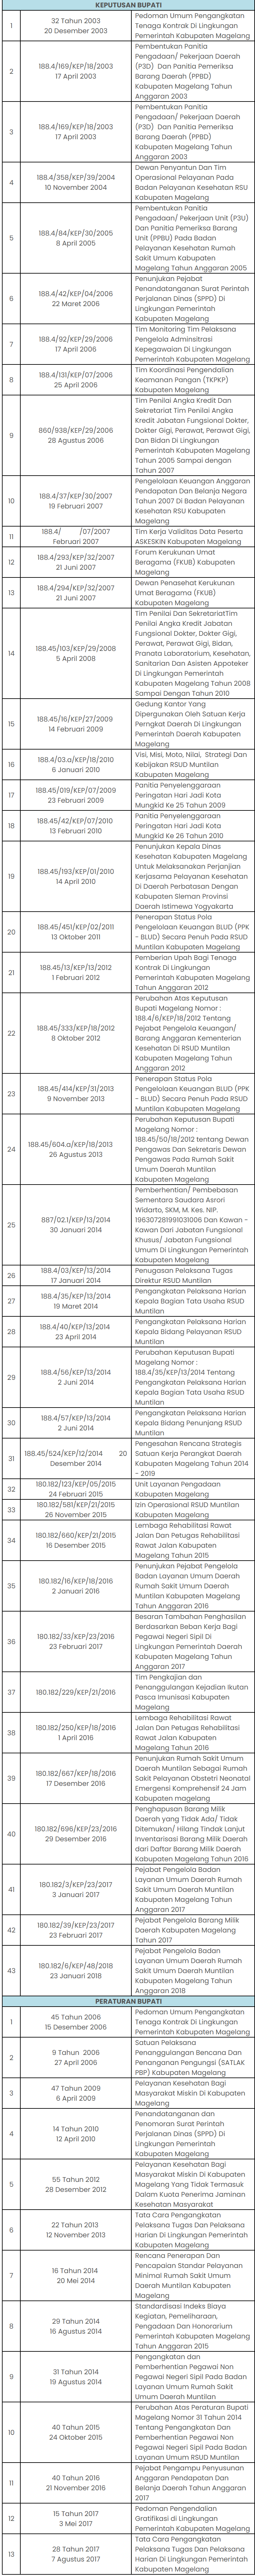 KEPUTUSAN BUPATI
1
32 Tahun 2003
20 Desember 2003
Pedoman Umum Pengangkatan
Tenaga Kontrak Di Lingkungan
Pemerintah Kabupaten Magelang
2
188.4/169/KEP/18/2003
17 April 2003
Pembentukan Panitia
Pengadaan/ Pekerjaan Daerah
(P3D) Dan Panitia Pemeriksa
Barang Daerah (PPBD)
Kabupaten Magelang Tahun
Anggaran 2003
3
188.4/169/KEP/18/2003
17 April 2003
Pembentukan Panitia
Pengadaan/ Pekerjaan Daerah
(P3D) Dan Panitia Pemeriksa
Barang Daerah (PPBD)
Kabupaten Magelang Tahun
Anggaran 2003
4
188.4/358/KEP/39/2004
10 November 2004
Dewan Penyantun Dan Tim
Operasional Pelayanan Pada
Badan Pelayanan Kesehatan RSU
Kabupaten Magelang
5
188.4/84/KEP/30/2005
8 April 2005
Pembentukan Panitia
Pengadaan/ Pekerjaan Unit (P3U)
Dan Panitia Pemeriksa Barang
Unit (PPBU) Pada Badan
Pelayanan Kesehatan Rumah
Sakit Umum Kabupaten
Magelang Tahun Anggaran 2005
6
188.4/42/KEP/04/2006
22 Maret 2006
Penunjukan Pejabat
Penandatanganan Surat Perintah
Perjalanan Dinas (SPPD) Di
Lingkungan Pemerintah
Kabupaten Magelang
7
188.4/92/KEP/29/2006
17 April 2006
Tim Monitoring Tim Pelaksana
Pengelola Adminsitrasi
Kepegawaian Di Lingkungan
Pemerintah Kabupaten Magelang
8
188.4/131/KEP/07/2006
25 April 2006
Tim Koordinasi Pengendalian
Keamanan Pangan (TKPKP)
Kabupaten Magelang
9
860/938/KEP/29/2006
28 Agustus 2006
Tim Penilai Angka Kredit Dan
Sekretariat Tim Penilai Angka
Kredit Jabatan Fungsional Dokter,
Dokter Gigi, Perawat, Perawat Gigi,
Dan Bidan Di Lingkungan
Pemerintah Kabupaten Magelang
Tahun 2005 Sampai dengan
Tahun 2007
10
188.4/37/KEP/30/2007
19 Februari 2007
Pengelolaan Keuangan Anggaran
Pendapatan Dan Belanja Negara
Tahun 2007 Di Badan Pelayanan
Kesehatan RSU Kabupaten
Magelang
11
188.4/ /07/2007
Februari 2007
Tim Kerja Validitas Data Peserta
ASKESKIN Kabupaten Magelang
12
188.4/293/KEP/32/2007
21 Juni 2007
Forum Kerukunan Umat
Beragama (FKUB) Kabupaten
Magelang
13
188.4/294/KEP/32/2007
21 Juni 2007
Dewan Penasehat Kerukunan
Umat Beragama (FKUB)
Kabupaten Magelang
14
188.45/103/KEP/29/2008
5 April 2008
Tim Penilai Dan SekretariatTim
Penilai Angka Kredit Jabatan
Fungsional Dokter, Dokter Gigi,
Perawat, Perawat Gigi, Bidan,
Pranata Laboratorium, Kesehatan,
Sanitarian Dan Asisten Appoteker
Di Lingkungan Pemerintah
Kabupaten Magelang Tahun 2008
Sampai Dengan Tahun 2010
15
188.45/16/KEP/27/2009
14 Februari 2009
Gedung Kantor Yang
Dipergunakan Oleh Satuan Kerja
Perngkat Daerah Di Lingkungan
Pemerintah Daerah Kabupaten
Magelang
16
188.4/03.a/KEP/18/2010
6 Januari 2010
Visi, Misi, Moto, Nilai, Strategi Dan
Kebijakan RSUD Muntilan
Kabupaten Magelang
17
188.45/019/KEP/07/2009
23 Februari 2009
Panitia Penyelenggaraan
Peringatan Hari Jadi Kota
Mungkid Ke 25 Tahun 2009
18
188.45/42/KEP/07/2010
13 Februari 2010
Panitia Penyelenggaraan
Peringatan Hari Jadi Kota
Mungkid Ke 26 Tahun 2010
19
188.45/193/KEP/01/2010
14 April 2010
Penunjukan Kepala Dinas
Kesehatan Kabupaten Magelang
Untuk Melaksanakan Perjanjian
Kerjasama Pelayanan Kesehatan
Di Daerah Perbatasan Dengan
Kabupaten Sleman Provinsi
Daerah Istimewa Yogyakarta
20
188.45/451/KEP/02/2011
13 Oktober 2011
Penerapan Status Pola
Pengelolaan Keuangan BLUD (PPK
- BLUD) Secara Penuh Pada RSUD
Muntilan Kabupaten Magelang
21
188.45/13/KEP/13/2012
1 Februari 2012
Pemberian Upah Bagi Tenaga
Kontrak Di Lingkungan
Pemerintah Kabupaten Magelang
Tahun Anggaran 2012
22
188.45/333/KEP/18/2012
8 Oktober 2012
Perubahan Atas Keputusan
Bupati Magelang Nomor :
188.4/6/KEP/18/2012 Tentang
Pejabat Pengelola Keuangan/
Barang Anggaran Kementerian
Kesehatan Di RSUD Muntilan
Kabupaten Magelang Tahun
Anggaran 2012
23
188.45/414/KEP/31/2013
9 November 2013
Penerapan Status Pola
Pengelolaan Keuangan BLUD (PPK
- BLUD) Secara Penuh Pada RSUD
Muntilan Kabupaten Magelang
24
188.45/604.a/KEP/18/2013
26 Agustus 2013
Perubahan Keputusan Bupati
Magelang Nomor :
188.45/50/18/2012 tentang Dewan
Pengawas Dan Sekretaris Dewan
Pengawas Pada Rumah Sakit
Umum Daerah Muntilan
Kabupaten Magelang
25
887/02.1/KEP/13/2014
30 Januari 2014
Pemberhentian/ Pembebasan
Sementara Saudara Asrori
Widarto, SKM, M. Kes. NIP.
196307281991031006 Dan Kawan -
Kawan Dari Jabatan Fungsional
Khusus/ Jabatan Fungsional
Umum Di Lingkungan Pemerintah
Kabupaten Magelang
26
188.4/03/KEP/13/2014
17 Januari 2014
Penugasan Pelaksana Tugas
Direktur RSUD Muntilan
27
188.4/35/KEP/13/2014
19 Maret 2014
Pengangkatan Pelaksana Harian
Kepala Bagian Tata Usaha RSUD
Muntilan
28
188.4/40/KEP/13/2014
23 April 2014
Pengangkatan Pelaksana Harian
Kepala Bidang Pelayanan RSUD
Muntilan
29
188.4/56/KEP/13/2014
2 Juni 2014
Perubahan Keputusan Bupati
Magelang Nomor :
188.4/35/KEP/13/2014 Tentang
Pengangkatan Pelaksana Harian
Kepala Bagian Tata Usaha RSUD
Muntilan
30
188.4/57/KEP/13/2014
2 Juni 2014
Pengangkatan Pelaksana Harian
Kepala Bidang Penunjang RSUD
Muntilan
31
188.45/524/KEP/12/2014 20
Desember 2014
Pengesahan Rencana Strategis
Satuan Kerja Perangkat Daerah
Kabupaten Magelang Tahun 2014
- 2019
32
180.182/123/KEP/05/2015
24 Februari 2015
Unit Layanan Pengadaan
Kabupaten Magelang
33
180.182/581/KEP/21/2015
26 November 2015
Izin Operasional RSUD Muntilan
Kabupaten Magelang
34
180.182/660/KEP/21/2015
16 Desember 2015
Lembaga Rehabilitasi Rawat
Jalan Dan Petugas Rehabilitasi
Rawat Jalan Kabupaten
Magelang Tahun 2015
35
180.182/16/KEP/18/2016
2 Januari 2016
Penunjukan Pejabat Pengelola
Badan Layanan Umum Daerah
Rumah Sakit Umum Daerah
Muntilan Kabupaten Magelang
Tahun Anggaran 2016
36
180.182/33/KEP/23/2016
23 Februari 2017
Besaran Tambahan Penghasilan
Berdasarkan Beban Kerja Bagi
Pegawai Negeri Sipil Di
Lingkungan Pemerintah Daerah
Kabupaten Magelang Tahun
Anggaran 2017
37
180.182/229/KEP/21/2016
Tim Pengkajian dan
Penanggulangan Kejadian Ikutan
Pasca Imunisasi Kabupaten
Magelang
38
180.182/250/KEP/18/2016
1 April 2016
Lembaga Rehabilitasi Rawat
Jalan Dan Petugas Rehabilitasi
Rawat Jalan Kabupaten
Magelang Tahun 2016
39
180.182/667/KEP/18/2016
17 Desember 2016
Penunjukan Rumah Sakit Umum
Daerah Muntilan Sebagai Rumah
Sakit Pelayanan Obstetri Neonatal
Emergensi Komprehensif 24 Jam
Kabupaten magelang
40
180.182/696/KEP/23/2016
29 Desember 2016
Penghapusan Barang Milik
Daerah yang Tidak Ada/ Tidak
Ditemukan/ Hilang Tindak Lanjut
Inventarisasi Barang Milik Daerah
dari Daftar Barang Milik Daerah
Kabupaten Magelang Tahun 2016
41
180.182/3/KEP/23/2017
3 Januari 2017
Pejabat Pengelola Badan
Layanan Umum Daerah Rumah
Sakit Umum Daerah Muntilan
Kabupaten Magelang Tahun
Anggaran 2017
42
180.182/39/KEP/23/2017
23 Februari 2017
Pejabat Pengelola Barang Milik
Daerah Kabupaten Magelang
Tahun 2017
43
180.182/6/KEP/48/2018
23 Januari 2018
Pejabat Pengelola Badan
Layanan Umum Daerah Rumah
Sakit Umum Daerah Muntilan
Kabupaten Magelang Tahun
Anggaran 2018
PERATURAN BUPATI
1
45 Tahun 2006
15 Desember 2006
Pedoman Umum Pengangkatan
Tenaga Kontrak Di Lingkungan
Pemerintah Kabupaten Magelang
2
9 Tahun 2006
27 April 2006
Satuan Pelaksana
Penanggulangan Bencana Dan
Penanganan Pengungsi (SATLAK
PBP) Kabupaten Magelang
3
47 Tahun 2009
6 April 2009
Pelayanan Kesehatan Bagi
Masyarakat Miskin Di Kabupaten
Magelang
4
14 Tahun 2010
12 April 2010
Penandatanganan dan
Penomoran Surat Perintah
Perjalanan Dinas (SPPD) Di
Lingkungan Pemerintah
Kabupaten Magelang
5
55 Tahun 2012
28 Desember 2012
Pelayanan Kesehatan Bagi
Masyarakat Miskin Di Kabupaten
Magelang Yang Tidak Termasuk
Dalam Kuota Penerima Jaminan
Kesehatan Masyarakat
6
22 Tahun 2013
12 November 2013
Tata Cara Pengangkatan
Pelaksana Tugas Dan Pelaksana
Harian Di Lingkungan Pemerintah
Kabupaten Magelang
7
16 Tahun 2014
20 Mei 2014
Rencana Penerapan Dan
Pencapaian Standar Pelayanan
Minimal Rumah Sakit Umum
Daerah Muntilan Kabupaten
Magelang
8
29 Tahun 2014
16 Agustus 2014
Standardisasi Indeks Biaya
Kegiatan, Pemeliharaan,
Pengadaan Dan Honorarium
Pemerintah Kabupaten Magelang
Tahun Anggaran 2015
9
31 Tahun 2014
19 Agustus 2014
Pengangkatan dan
Pemberhentian Pegawai Non
Pegawai Negeri Sipil Pada Badan
Layanan Umum Rumah Sakit
Umum Daerah Muntilan
10
40 Tahun 2015
24 Oktober 2015
Perubahan Atas Peraturan Bupati
Magelang Nomor 31 Tahun 2014
Tentang Pengangkatan Dan
Pemberhentian Pegawai Non
Pegawai Negeri Sipil Pada Badan
Layanan Umum RSUD Muntilan
11
40 Tahun 2016
21 November 2016
Pejabat Pengampu Penyusunan
Anggaran Pendapatan Dan
Belanja Daerah Tahun Anggaran
2017
12
15 Tahun 2017
3 Mei 2017
Pedoman Pengendalian
Gratifikasi di Lingkungan
Pemerintah Kabupaten Magelang
13
28 Tahun 2017
7 Agustus 2017
Tata Cara Pengangkatan
Pelaksana Tugas Dan Pelaksana
Harian Di Lingkungan Pemerintah
Kabupaten Magelang